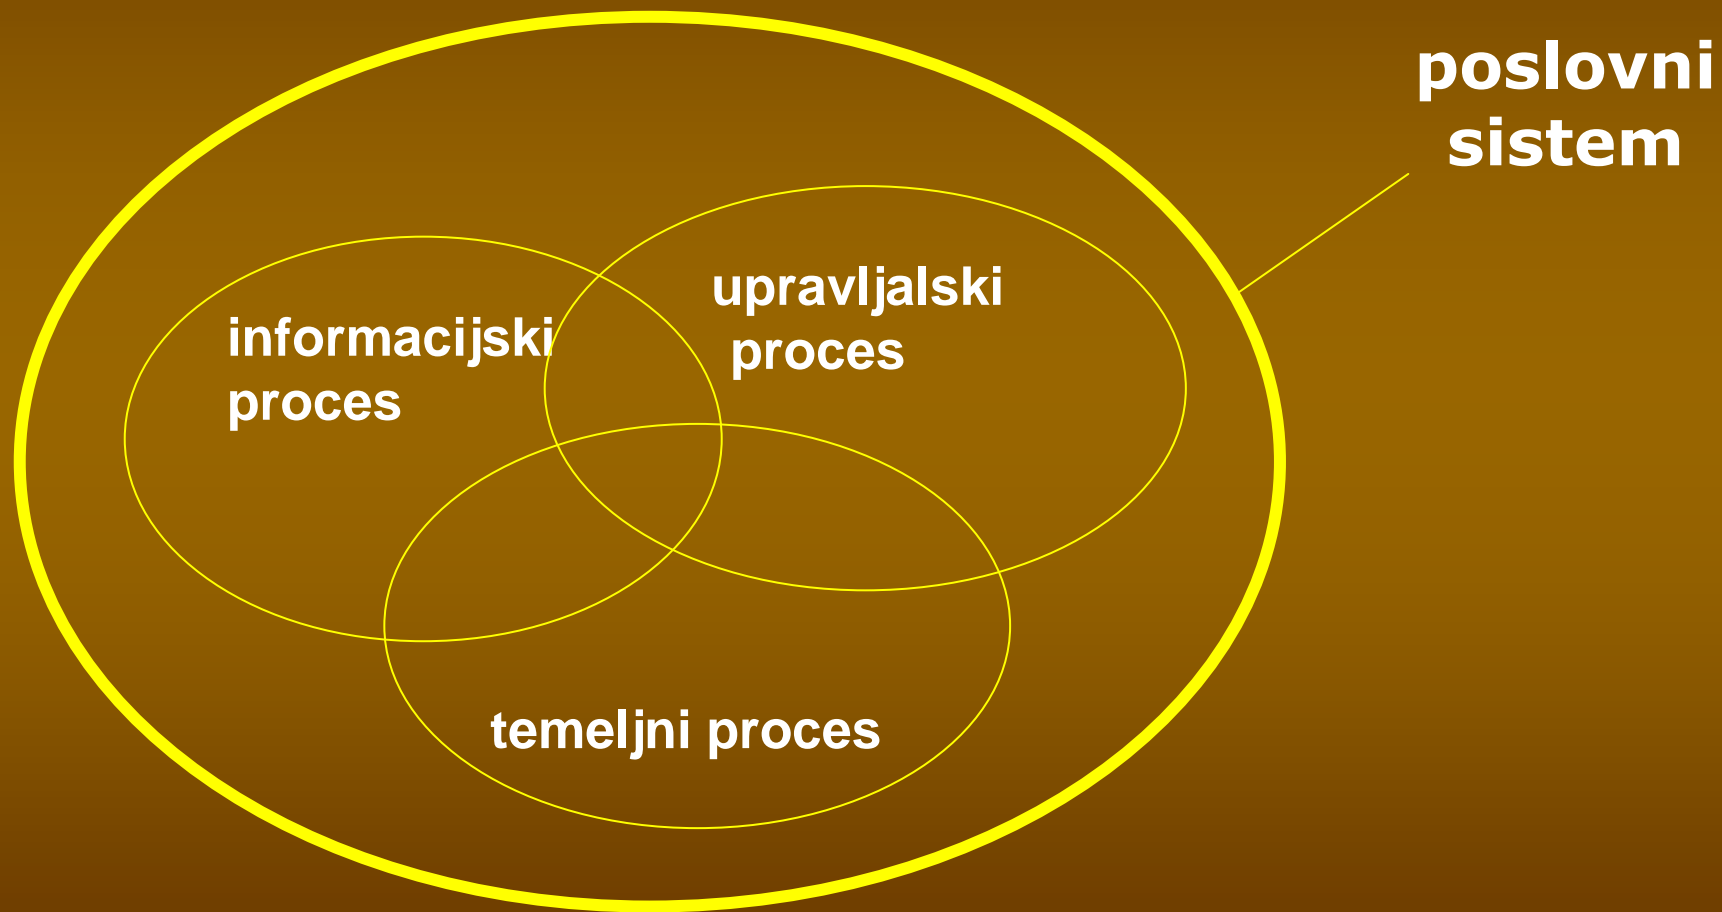 poslovni
sistem
upravljalski
proces
informacijski
proces
temeljni proces